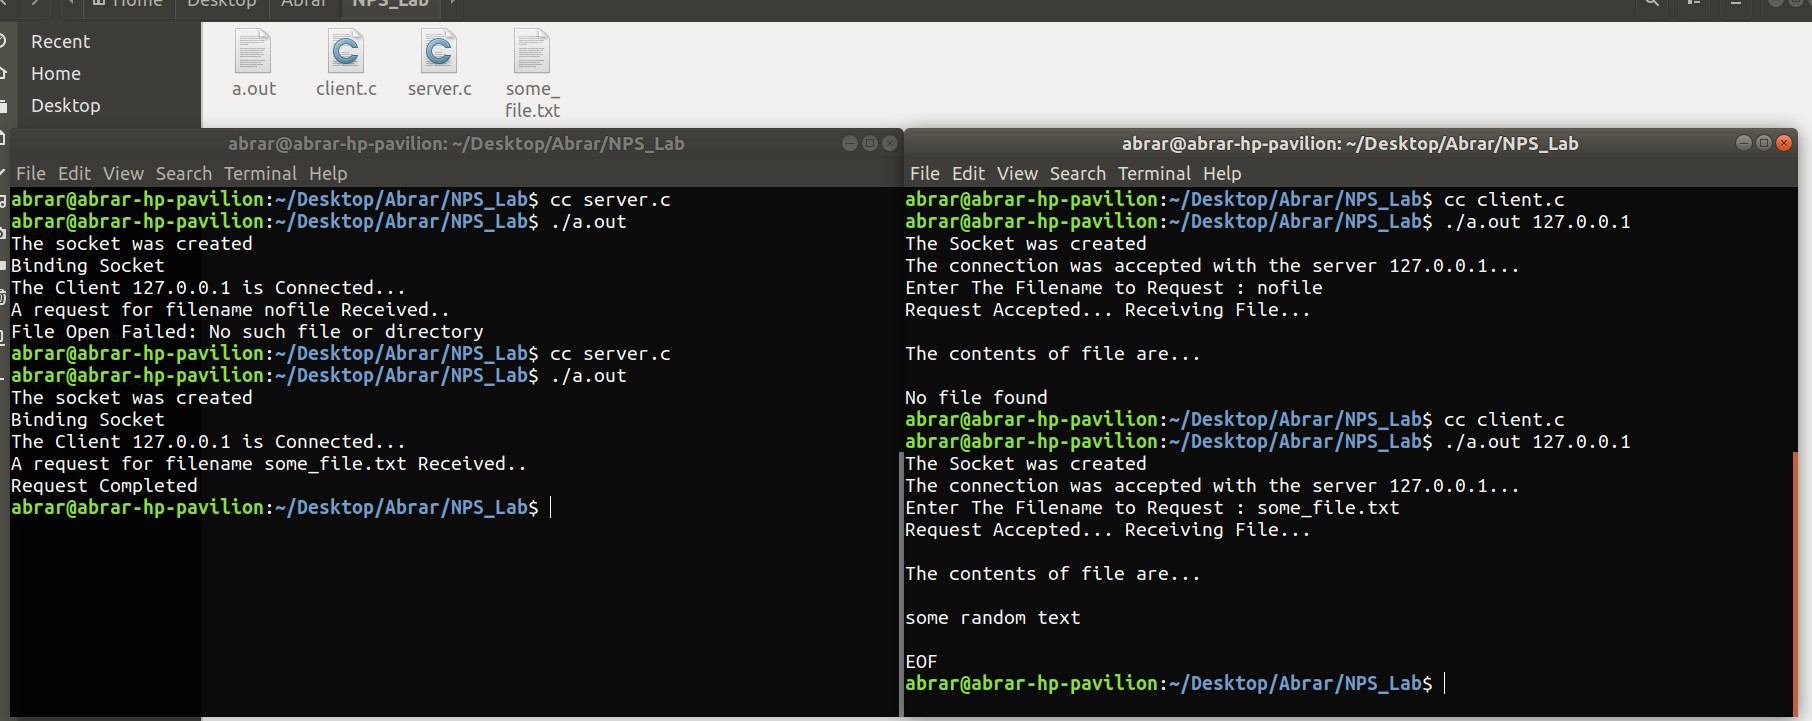 Home Desktop Abrar NPS_Lab
Recent
Home
Desktop
a.out
client.c
server.c
some_
file.txt
abrar@abrar-hp-pavilion: ~/Desktop/Abrar/NPS_Lab
File Edit View Search Terminal Help
abrar@abrar-hp-pavilion:~/Desktop/Abrar/NPS_Lab$ cc server.c
abrar@abrar-hp-pavilion:~/Desktop/Abrar/NPS_Lab$ ./a.out
The socket was created
Binding Socket
The Client 127.0.0.1 is Connected...
A request for filename nofile Received..
File Open Failed: No such file or directory
abrar@abrar-hp-pavilion:~/Desktop/Abrar/NPS_Lab$ cc server.c
abrar@abrar-hp-pavilion:~/Desktop/Abrar/NPS_Lab$ ./a.out
The socket was created
Binding Socket
The Client 127.0.0.1 is Connected...
A request for filename some_file.txt Received..
Request Completed
abrar@abrar-hp-pavilion:~/Desktop/Abrar/NPS_Lab$
abrar@abrar-hp-pavilion: ~/Desktop/Abrar/NPS_Lab
File Edit View Search Terminal Help
abrar@abrar-hp-pavilion:~/Desktop/Abrar/NPS_Lab$ cc client.c
abrar@abrar-hp-pavilion:~/Desktop/Abrar/NPS_Lab$ ./a.out 127.0.0.1
The Socket was created
The connection was accepted with the server 127.0.0.1...
Enter The Filename to Request : nofile
Request Accepted... Receiving File...
The contents of file are...
No file found
abrar@abrar-hp-pavilion:~/Desktop/Abrar/NPS_Lab$ cc client.c
abrar@abrar-hp-pavilion:~/Desktop/Abrar/NPS_Lab$ ./a.out 127.0.0.1
The Socket was created
The connection was accepted with the server 127.0.0.1...
Enter The Filename to Request : some_file.txt
Request Accepted... Receiving File...
The contents of file are...
some random text
EOF
abrar@abrar-hp-pavilion:~/Desktop/Abrar/NPS_Lab$